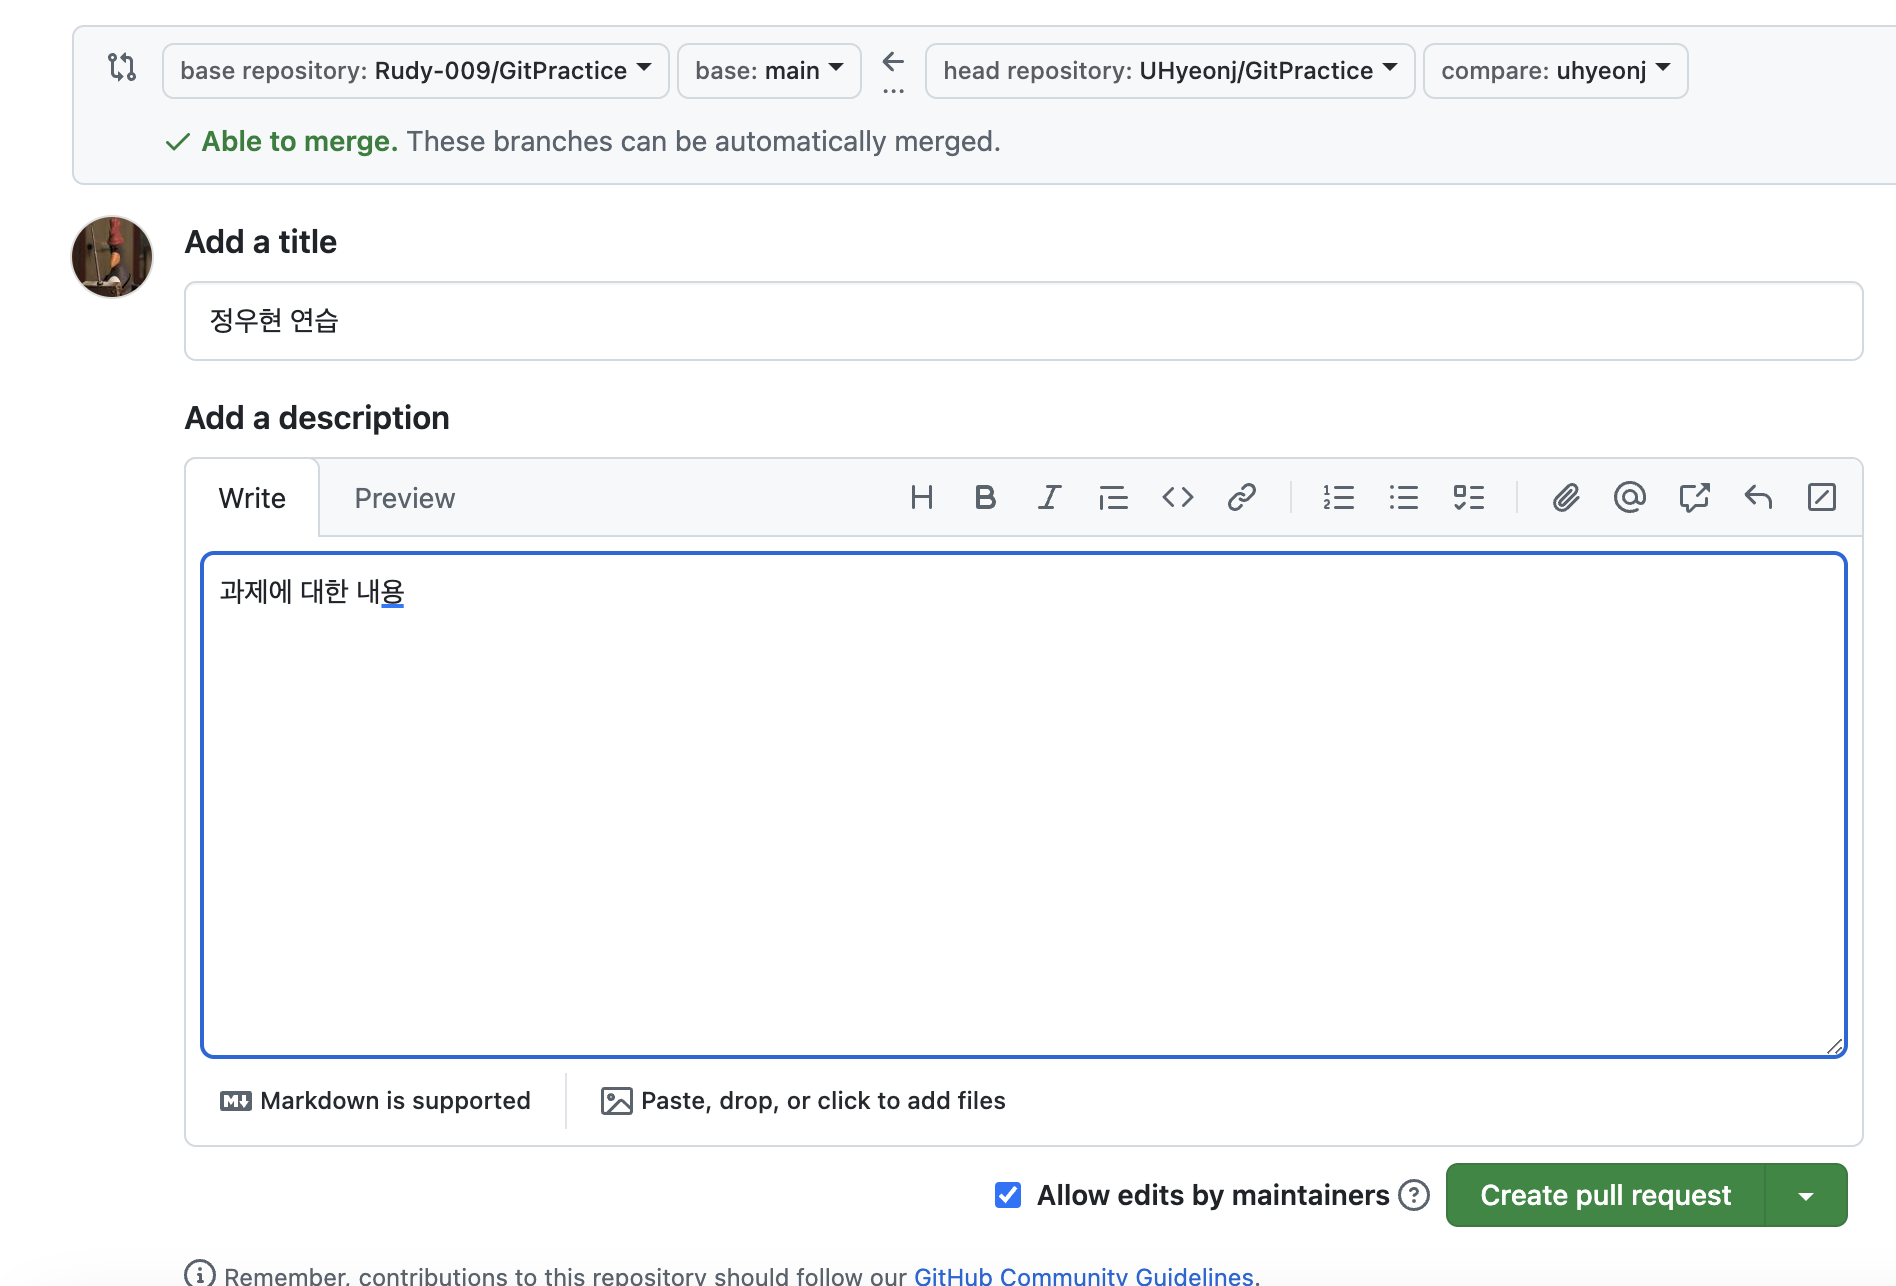 base repository: Rudy-009/GitPractice base: main ... head repository: UHyeonj/GitPractice compare: uhyeonj
Able to merge. These branches can be automatically merged.
Add a title
정우현 연습
Add a description
Write Preview
과제에 대한 내용
Markdown is supported Paste, drop, or click to add files
Allow edits by maintainers Create pull request
Remember, contributions to this repository should follow our GitHub Community Guidelines.